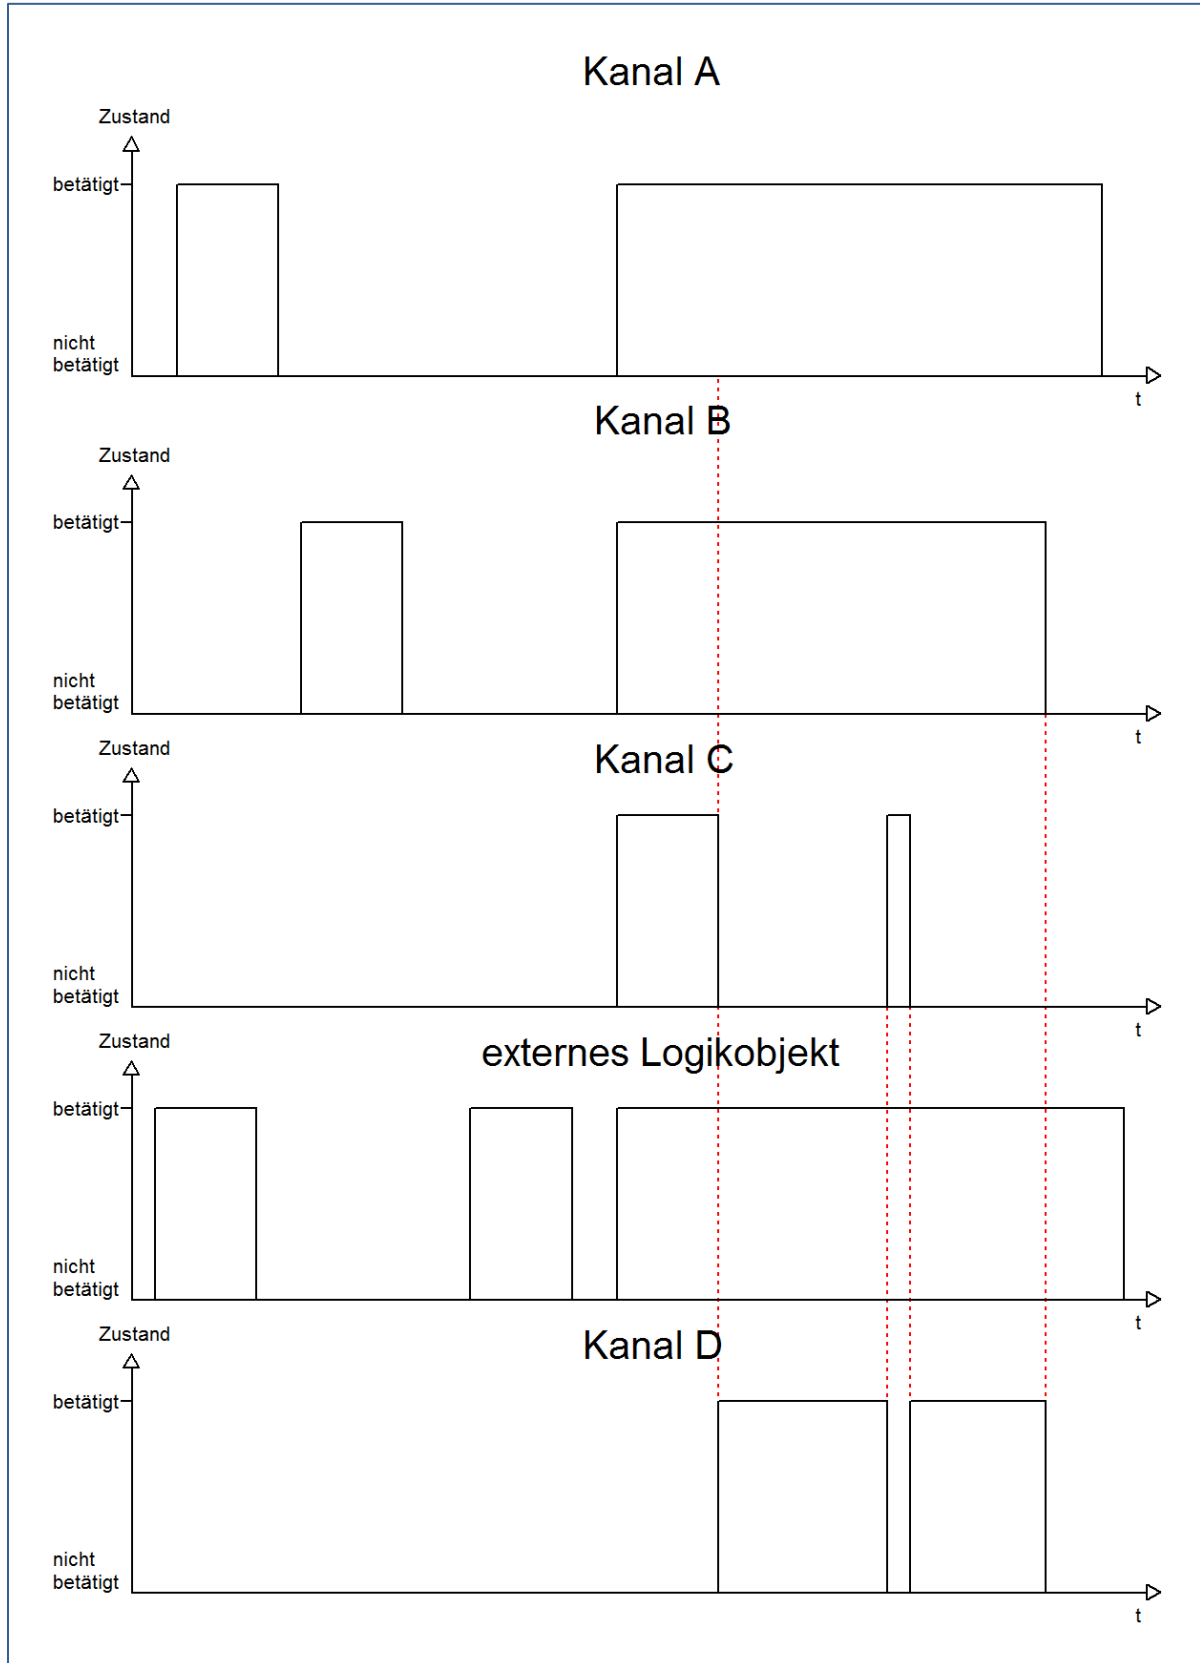 Kanal A
Zustand
betätigt
nicht
betätigt
t
Kanal B
Zustand
betätigt
nicht
betätigt
t
Kanal C
Zustand
betätigt
nicht
betätigt
t
externes Logikobjekt
Zustand
betätigt
nicht
betätigt
t
Kanal D
Zustand
betätigt
nicht
betätigt
t